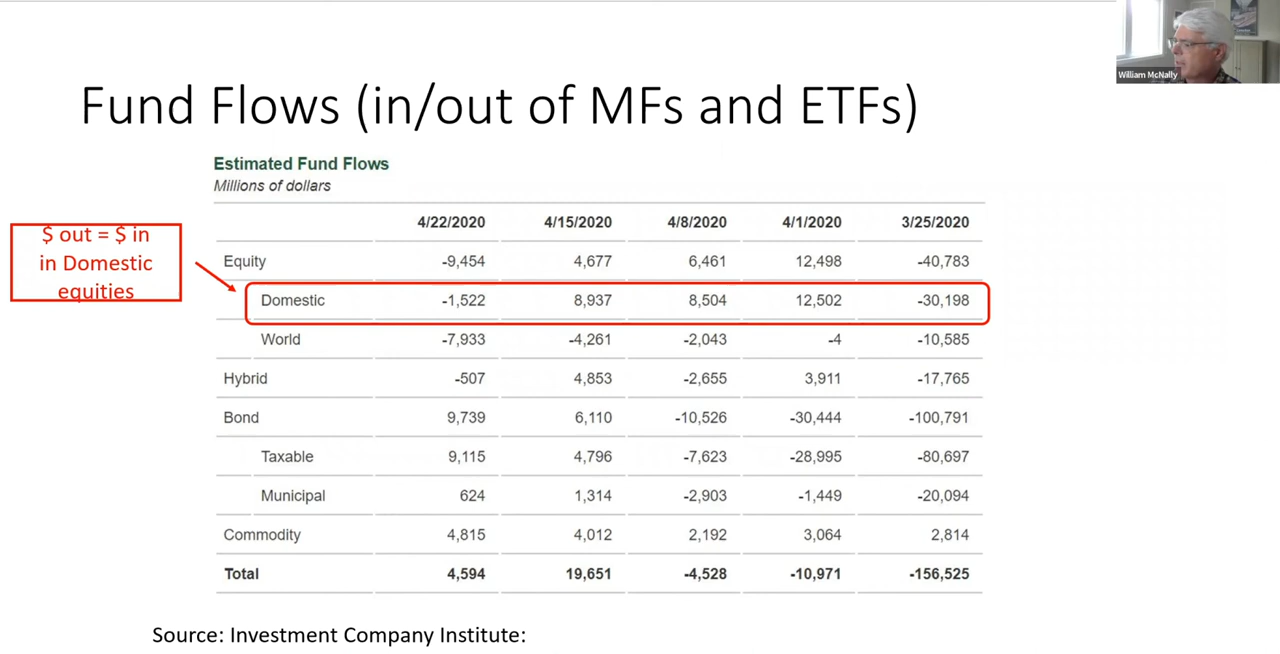 William McNally
Fund Flows (in/out of MFs and ETFs)
Estimated Fund Flows
Millions of dollars
4/22/2020 4/15/2020 4/8/2020 4/1/2020 3/25/2020
$ out = $ in
in Domestic
equities
Equity -9,454 4,677 6,461 12,498 -40,783
Domestic -1,522 8,937 8,504 12,502 -30,198
World -7,933 -4,261 -2,043 -4 -10,585
Hybrid -507 4,853 -2,655 3,911 -17,765
Bond 9,739 6,110 -10,526 -30,444 -100,791
Taxable 9,115 4,796 -7,623 -28,995 -80,697
Municipal 624 1,314 -2,903 -1,449 -20,094
Commodity 4,815 4,012 2,192 3,064 2,814
Total 4,594 19,651 -4,528 -10,971 -156,525
Source: Investment Company Institute: